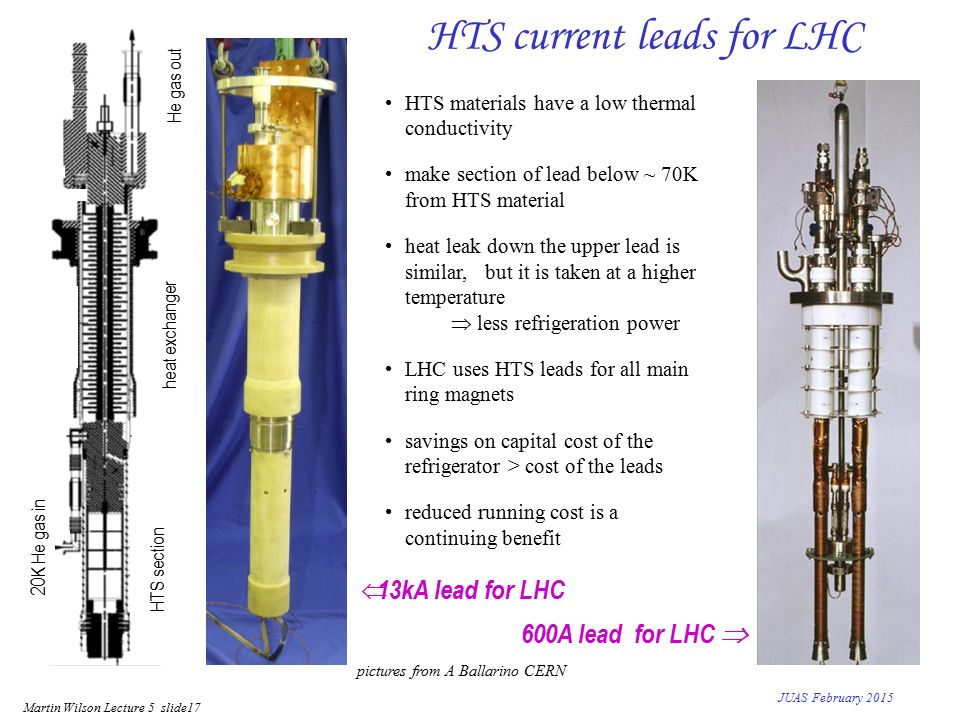 HTS current leads for LHC
He gas out
heat exchanger
20K He gas in
HTS section
• HTS materials have a low thermal
conductivity
• make section of lead below ~ 70K
from HTS material
• heat leak down the upper lead is
similar, but it is taken at a higher
temperature
⇒ less refrigeration power
• LHC uses HTS leads for all main
ring magnets
• savings on capital cost of the
refrigerator > cost of the leads
• reduced running cost is a
continuing benefit
⇐13kA lead for LHC
600A lead for LHC ⇒
pictures from A Ballarino CERN
Martin Wilson Lecture 5 slide17
JUAS February 2015